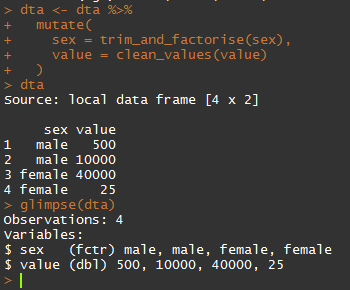 > dta <- dta %>%
+   mutate(
+     sex = trim_and_factorise(sex),
+     value = clean_values(value)
+   )
> dta
Source: local data frame [4 x 2]

     sex value
1   male   500
2   male 10000
3 female 40000
4 female    25
> glimpse(dta)
Observations: 4
Variables:
$ sex   (fctr) male, male, female, female
$ value (dbl) 500, 10000, 40000, 25
>